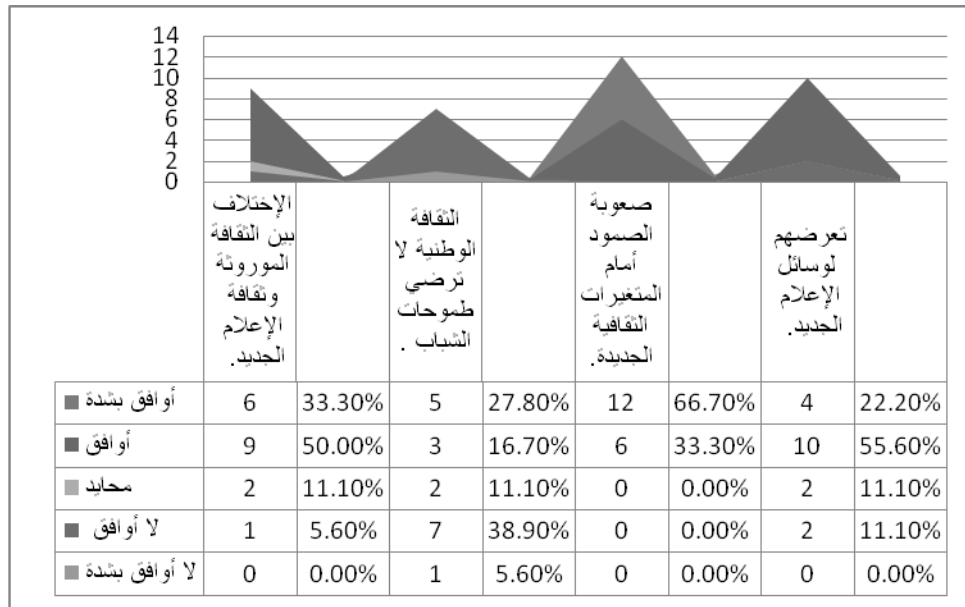 14
12
10
8
6
4
2
0
الإختلاف
بين الثقافة
الموروثة
وثقافة
الإعلام
الجديد.
الثقافة
الوطنية لا
ترضي
طموحات
الشباب .
صعوبة
الصمود
أمام
المتغيرات
الثقافية
الجديدة.
تعرضهم
لوسائل
الإعلام
الجديد.
أوافق بشدة 6 33.30% 5 27.80% 12 66.70% 4 22.20%
أوافق 9 50.00% 3 16.70% 6 33.30% 10 55.60%
محايد 2 11.10% 2 11.10% 0 0.00% 2 11.10%
لا أوافق 1 5.60% 7 38.90% 0 0.00% 2 11.10%
لا أوافق بشدة 0 0.00% 1 5.60% 0 0.00% 0 0.00%